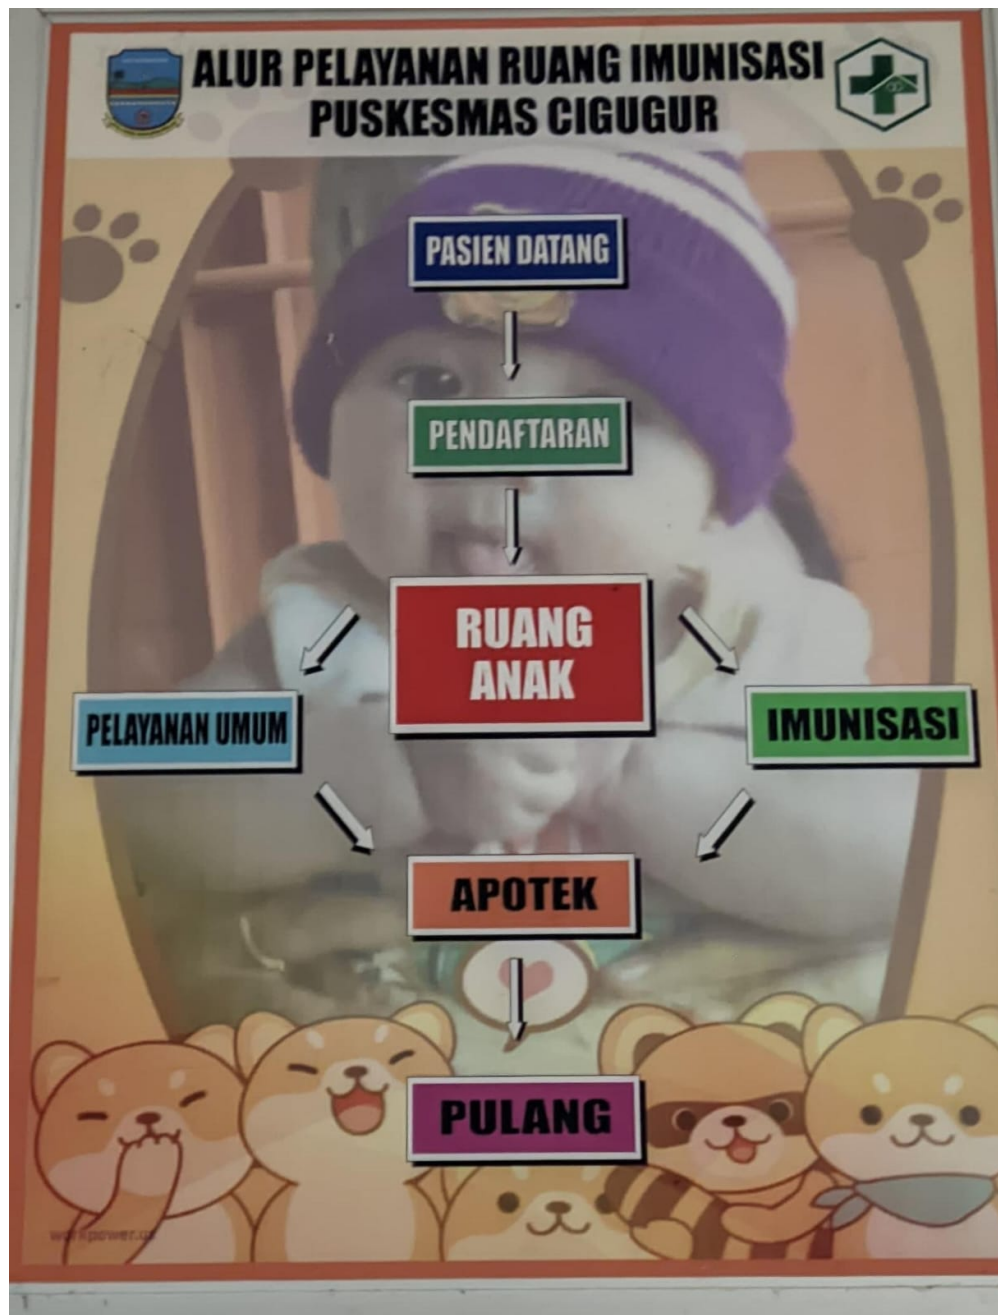 ALUR PELAYANAN RUANG IMUNISASI
PUSKESMAS CIGUGUR
PASIEN DATANG
PENDAFTARAN
RUANG
ANAK
PELAYANAN UMUM
IMUNISASI
APOTEK
PULANG